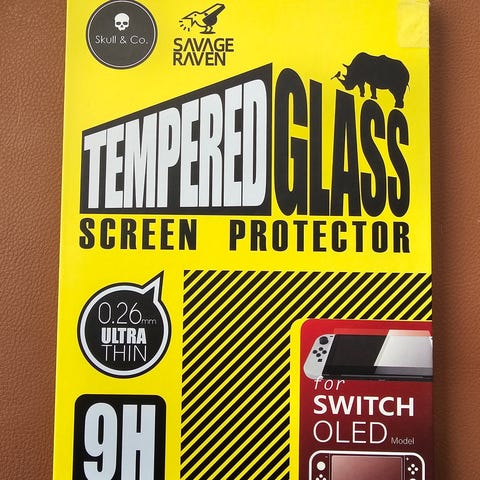 Skull & Co.
SAVAGE
RAVEN
TEMPERED GLASS
SCREEN PROTECTOR
0.26mm
ULTRA
THIN
9H
for
SWITCH
OLED Model